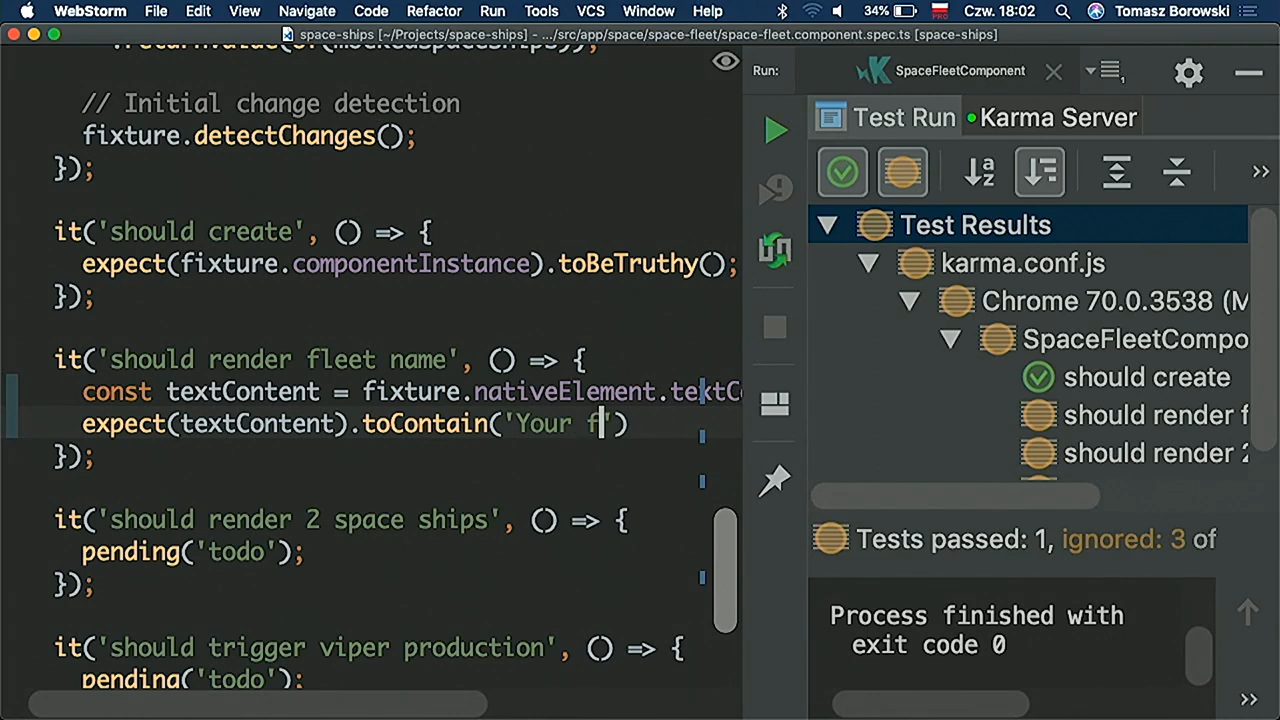 WebStorm File Edit View Navigate Code Refactor Run Tools VCS Window Help 34% Czw. 18:02 Tomasz Borowski
space-ships [~/Projects/space-ships] - .../src/app/space/space-fleet/space-fleet.component.spec.ts [space-ships]
.returnValue(of(mockedSpaceShips));
// Initial change detection
fixture.detectChanges();
});
it('should create', () => {
expect(fixture.componentInstance).toBeTruthy();
});
it('should render fleet name', () => {
const textContent = fixture.nativeElement.textCo
expect(textContent).toContain('Your f')
});
it('should render 2 space ships', () => {
pending('todo');
});
it('should trigger viper production', () => {
pending('todo');
Run: SpaceFleetComponent
Test Run Karma Server
Test Results
karma.conf.js
Chrome 70.0.3538 (M
SpaceFleetCompo
should create
should render f
should render 2
Tests passed: 1, ignored: 3 of
Process finished with
exit code 0